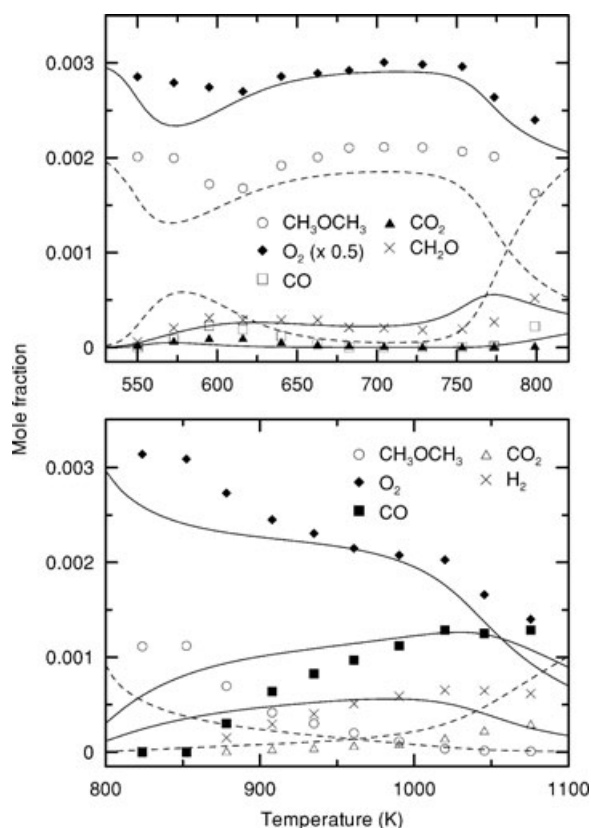 0.003
0.002
0.001
0
CH₃OCH₃
O₂ (x 0.5)
CO
CO₂
CH₂O
550 600 650 700 750 800
Mole fraction
0.003
0.002
0.001
0
CH₃OCH₃
O₂
CO
CO₂
H₂
800 900 1000 1100
Temperature (K)